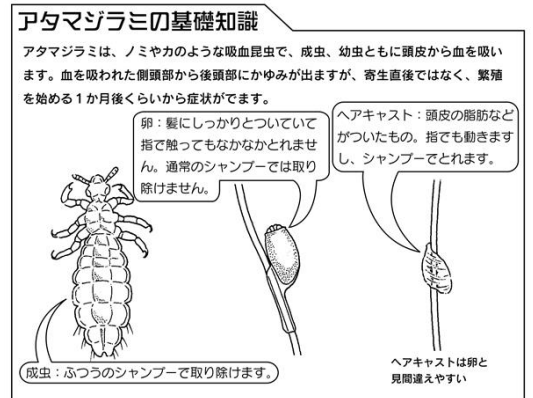 アタマジラミの基礎知識
アタマジラミは、ノミやカのような吸血昆虫で、成虫、幼虫ともに頭皮から血を吸い
ます。血を吸われた側頭部から後頭部にかゆみが出ますが、寄生直後ではなく、繁殖
を始める1か月後くらいから症状がでます。
卵：髪にしっかりとついていて
指で触ってもなかなかとれませ
ん。通常のシャンプーでは取り
除けません。
ヘアキャスト：頭皮の脂肪など
がついたもの。指でも動きます
し、シャンプーでとれます。
成虫：ふつうのシャンプーで取り除けます。
ヘアキャストは卵と
見間違えやすい